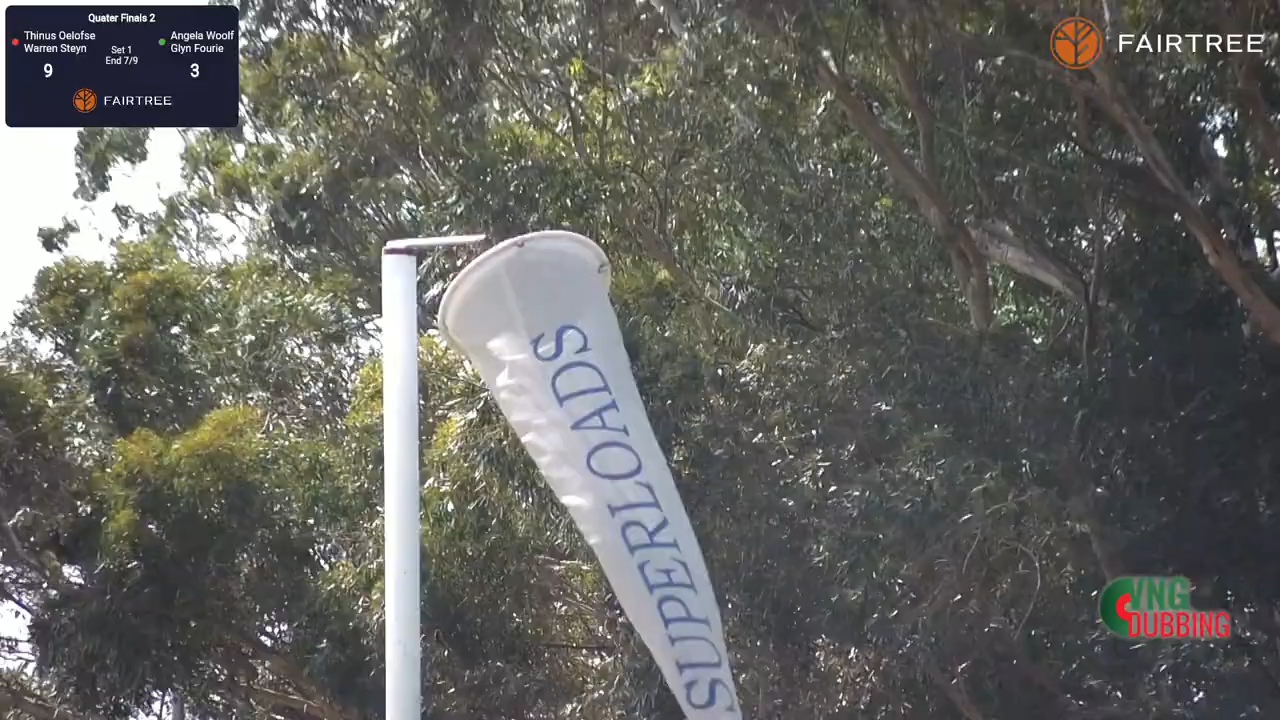 Quater Finals 2
Thinus Oelofse
Warren Steyn
9
Set 1
End 7/9
Angela Woolf
Glyn Fourie
3
FAIRTREE
FAIRTREE
SUPERLOADS
VNG
DUBBING